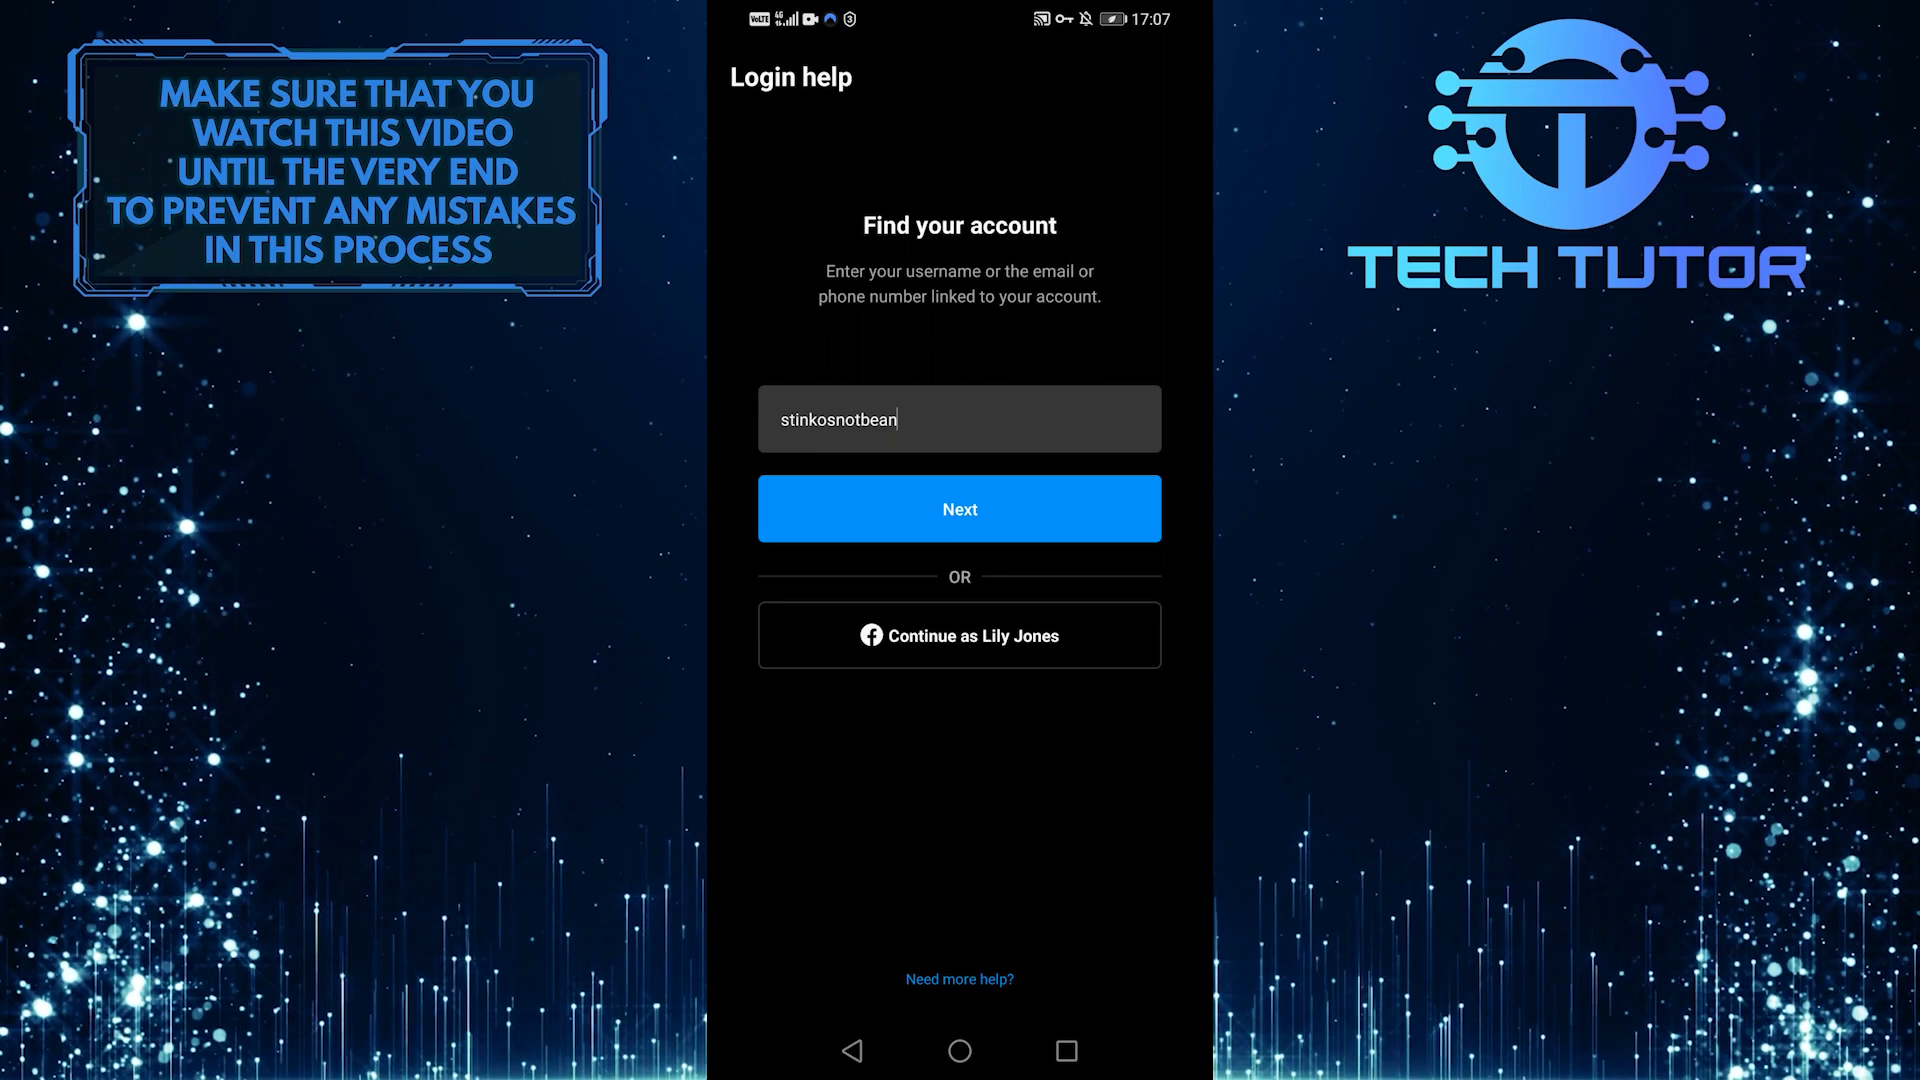 MAKE SURE THAT YOU
WATCH THIS VIDEO
UNTIL THE VERY END
TO PREVENT ANY MISTAKES
IN THIS PROCESS
VoLTE 4G
17:07
Login help
Find your account
Enter your username or the email or
phone number linked to your account.
stinkosnotbean
Next
OR
Continue as Lily Jones
Need more help?
TECH TUTOR